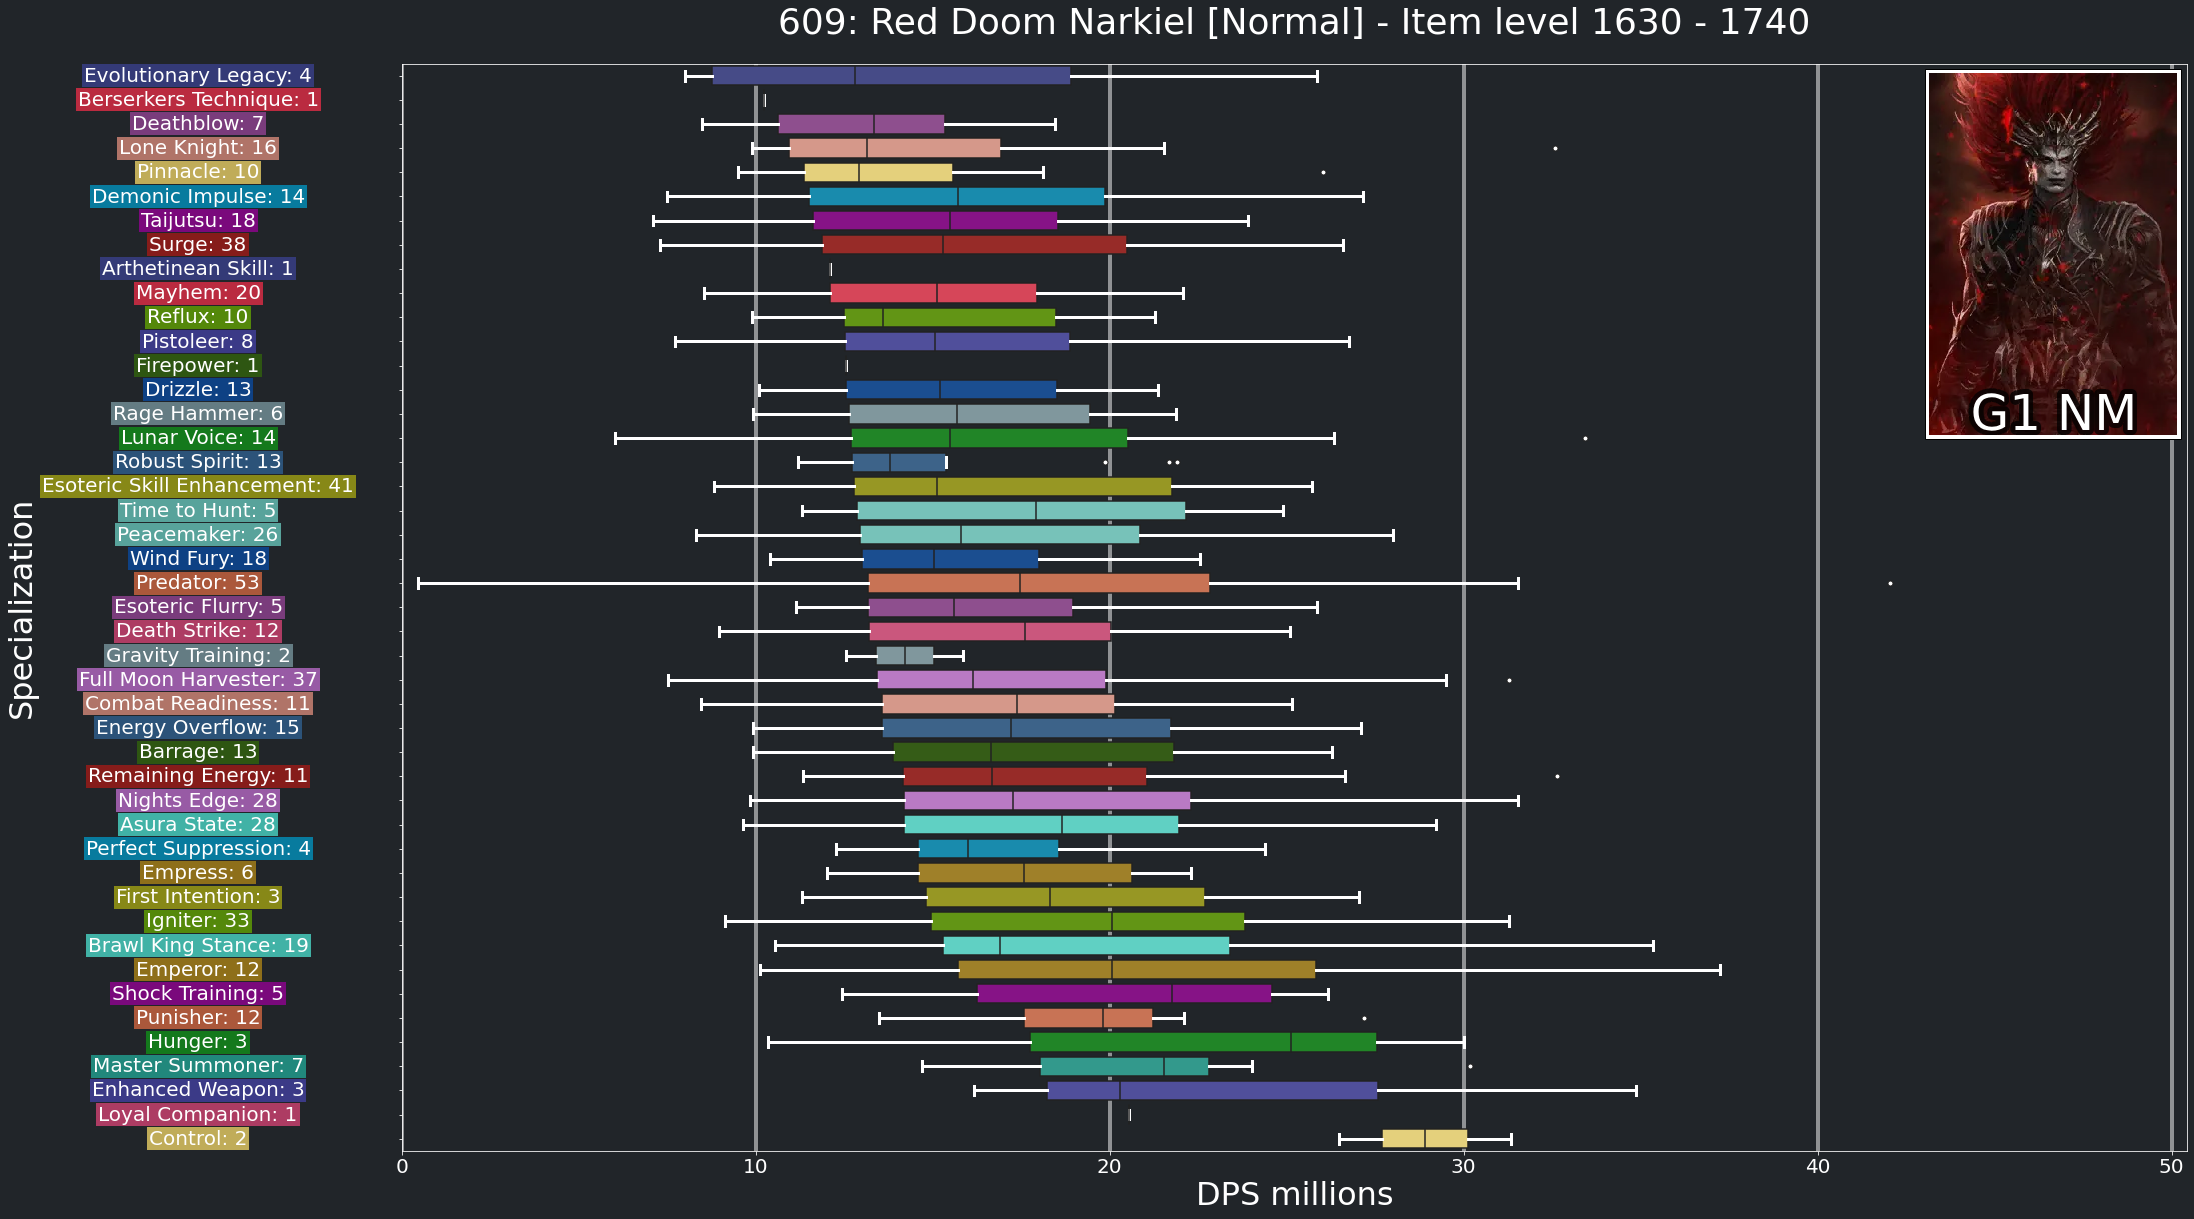 609: Red Doom Narkiel [Normal] - Item level 1630 - 1740
Evolutionary Legacy: 4
Berserkers Technique: 1
Deathblow: 7
Lone Knight: 16
Pinnacle: 10
Demonic Impulse: 14
Taijutsu: 18
Surge: 38
Arthetinean Skill: 1
Mayhem: 20
Reflux: 10
Pistoleer: 8
Firepower: 1
Drizzle: 13
Rage Hammer: 6
Lunar Voice: 14
Robust Spirit: 13
Esoteric Skill Enhancement: 41
Time to Hunt: 5
Peacemaker: 26
Wind Fury: 18
Predator: 53
Esoteric Flurry: 5
Death Strike: 12
Gravity Training: 2
Full Moon Harvester: 37
Combat Readiness: 11
Energy Overflow: 15
Barrage: 13
Remaining Energy: 11
Nights Edge: 28
Asura State: 28
Perfect Suppression: 4
Empress: 6
First Intention: 3
Igniter: 33
Brawl King Stance: 19
Emperor: 12
Shock Training: 5
Punisher: 12
Hunger: 3
Master Summoner: 7
Enhanced Weapon: 3
Loyal Companion: 1
Control: 2
Specialization
G1 NM
0 10 20 30 40 50
DPS millions